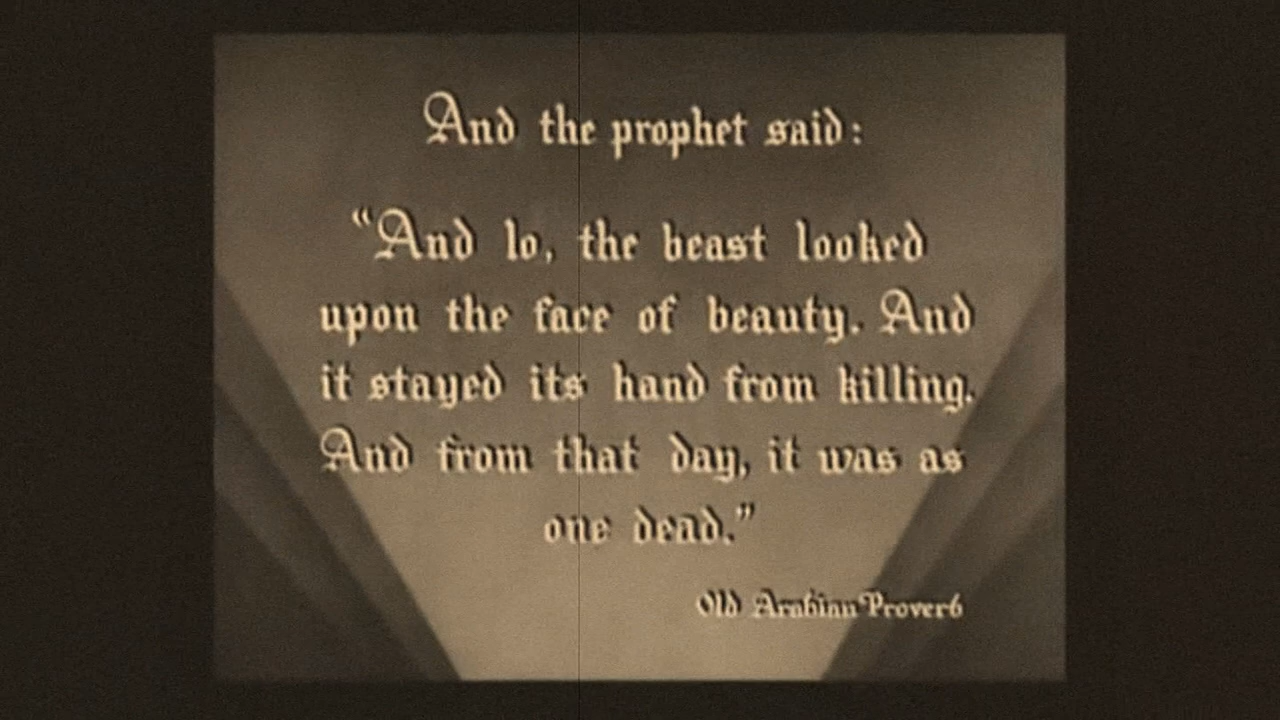 And the prophet said:
“And lo, the beast looked
upon the face of beauty. And
it stayed its hand from killing.
And from that day, it was as
one dead.”
Old Arabian Proverb